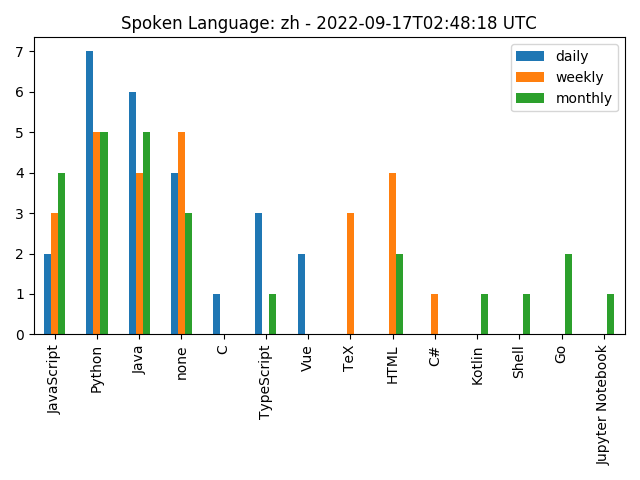 Spoken Language: zh - 2022-09-17T02:48:18 UTC
daily
weekly
monthly
7
6
5
4
3
2
1
0
JavaScript
Python
Java
none
C
TypeScript
Vue
TeX
HTML
C#
Kotlin
Shell
Go
Jupyter Notebook